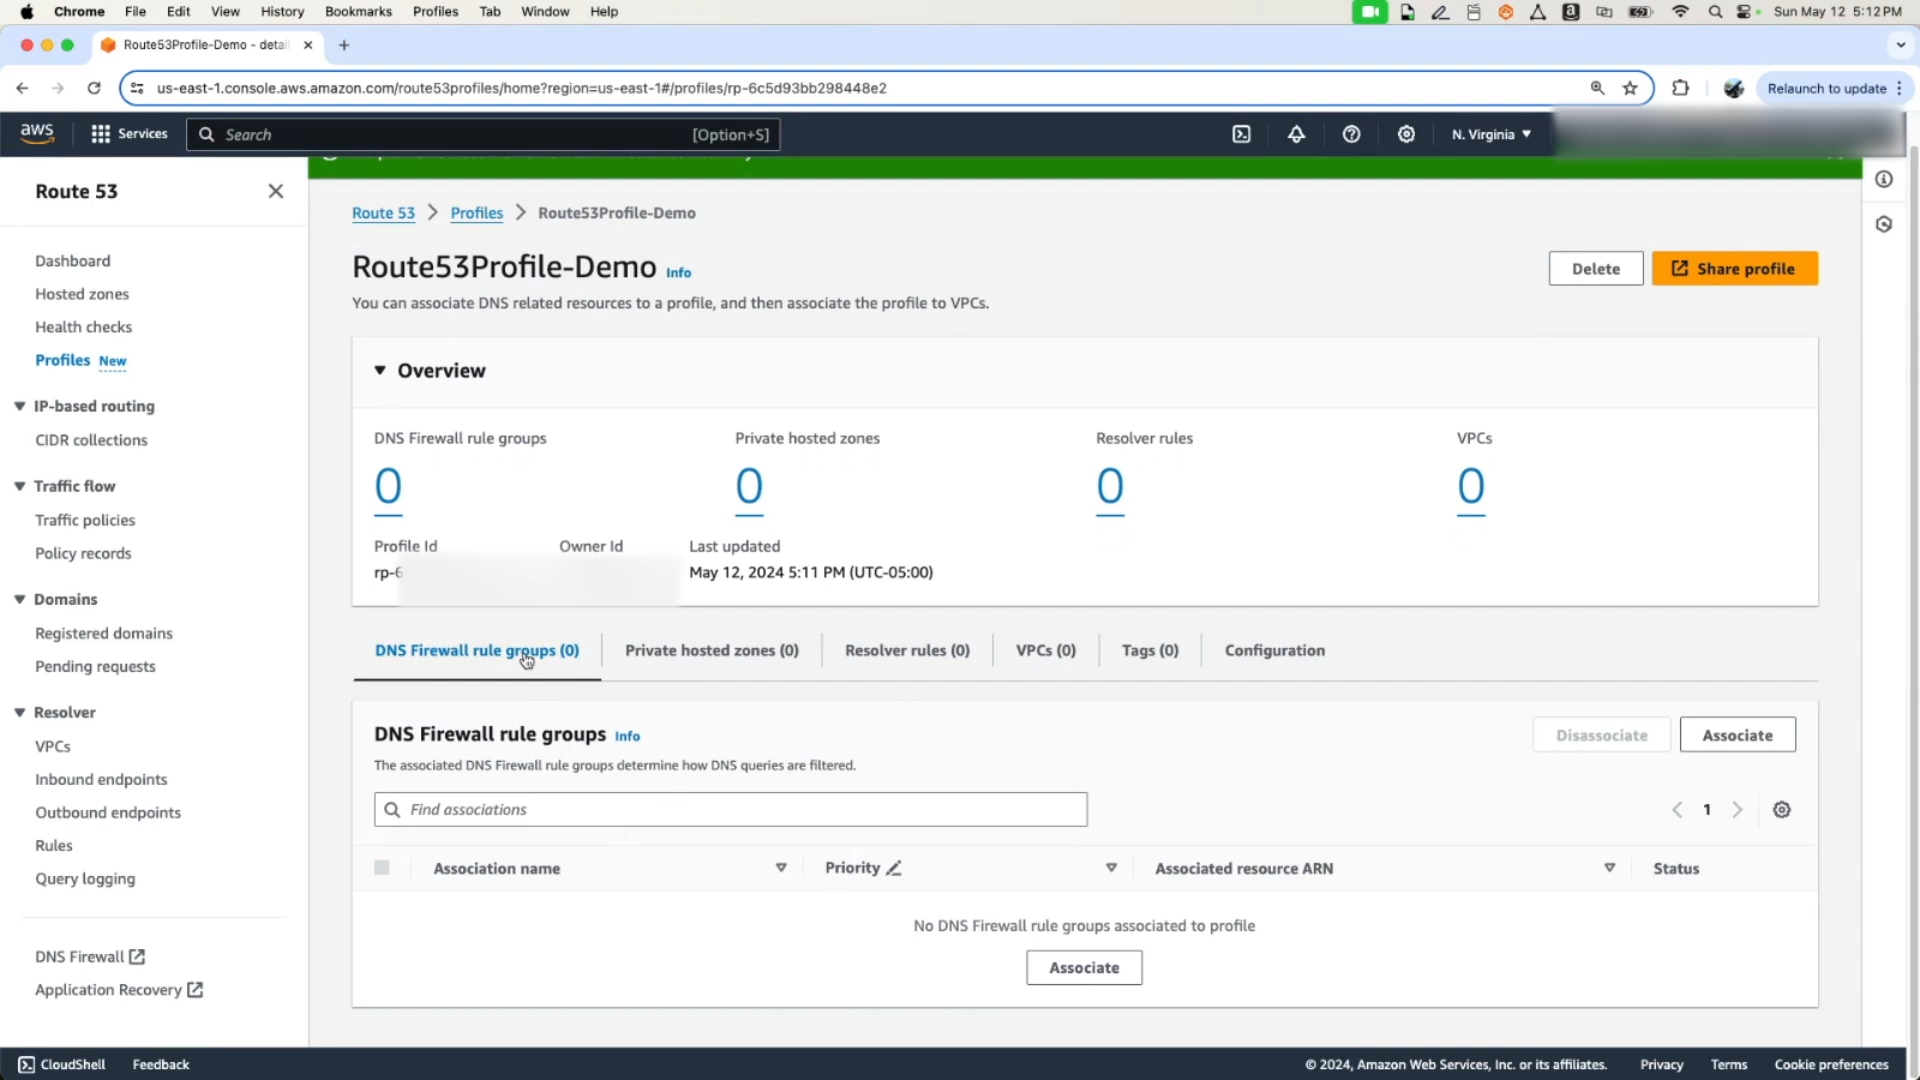 Chrome File Edit View History Bookmarks Profiles Tab Window Help Sun May 12 5:12 PM
Route53Profile-Demo - detai
us-east-1.console.aws.amazon.com/route53profiles/home?region=us-east-1#/profiles/rp-6c5d93bb298448e2 Relaunch to update
aws Services Search [Option+S] N. Virginia
Route 53
Dashboard
Hosted zones
Health checks
Profiles New
IP-based routing
CIDR collections
Traffic flow
Traffic policies
Policy records
Domains
Registered domains
Pending requests
Resolver
VPCs
Inbound endpoints
Outbound endpoints
Rules
Query logging
DNS Firewall
Application Recovery
Route 53 > Profiles > Route53Profile-Demo
Route53Profile-Demo Info
Delete Share profile
You can associate DNS related resources to a profile, and then associate the profile to VPCs.
Overview
DNS Firewall rule groups Private hosted zones Resolver rules VPCs
0 0 0 0
Profile Id Owner Id Last updated
rp-6 May 12, 2024 5:11 PM (UTC-05:00)
DNS Firewall rule groups (0) Private hosted zones (0) Resolver rules (0) VPCs (0) Tags (0) Configuration
DNS Firewall rule groups Info
Disassociate Associate
The associated DNS Firewall rule groups determine how DNS queries are filtered.
Find associations
1
Association name Priority Associated resource ARN Status
No DNS Firewall rule groups associated to profile
Associate
CloudShell Feedback © 2024, Amazon Web Services, Inc. or its affiliates. Privacy Terms Cookie preferences